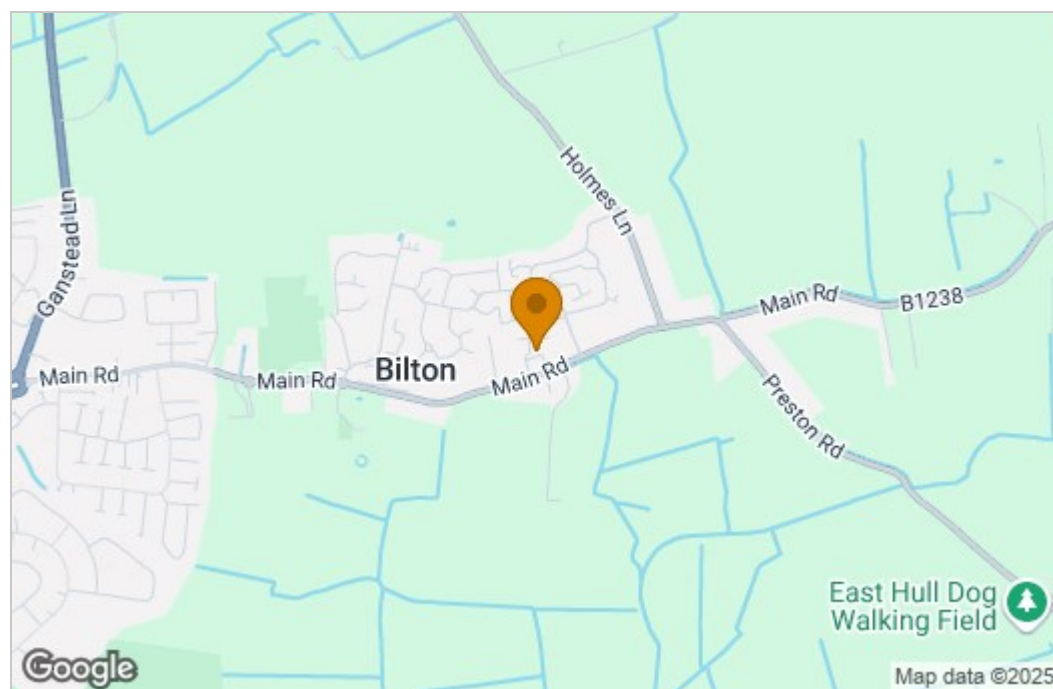 Ganstead Ln
Holmes Ln
Main Rd
B1238
Main Rd
Main Rd
Bilton
Main Rd
Preston Rd
East Hull Dog
Walking Field
Google
Map data ©2025